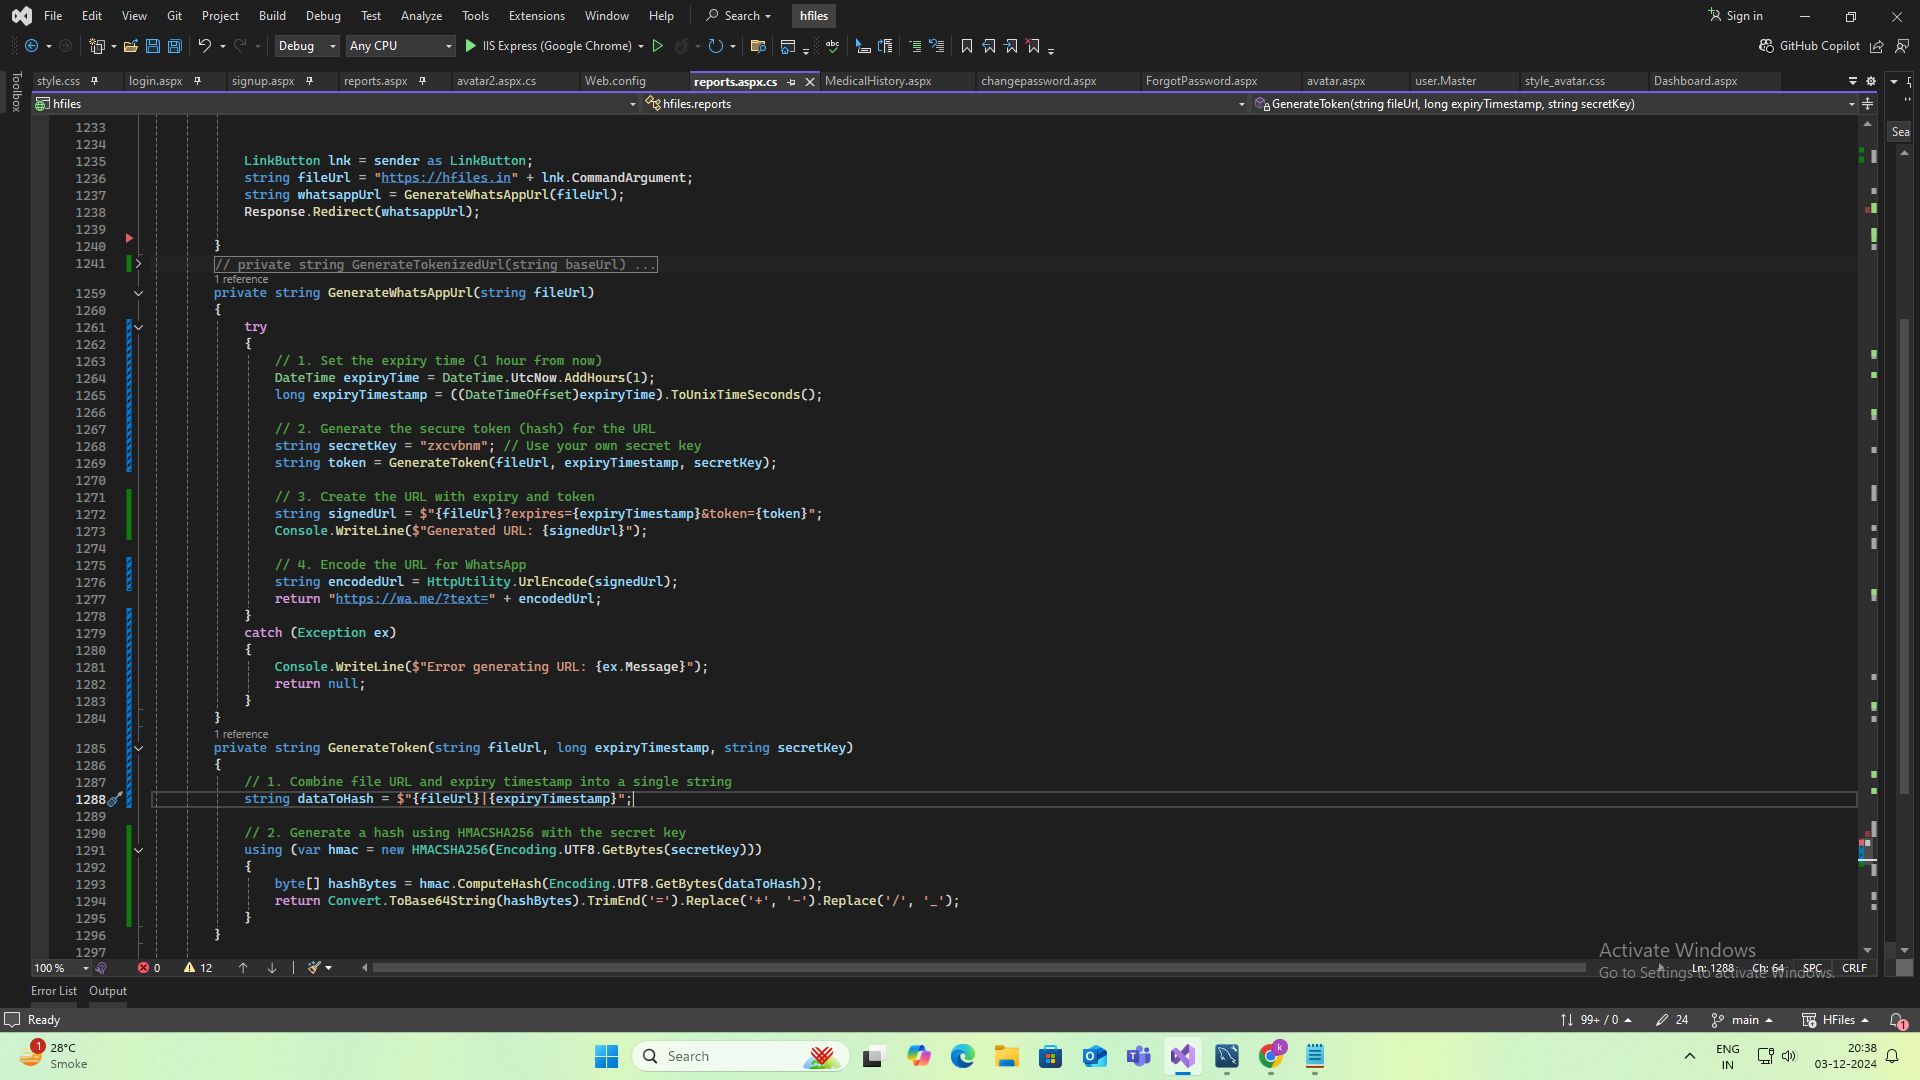 File Edit View Git Project Build Debug Test Analyze Tools Extensions Window Help Search hfiles Sign in
Debug Any CPU IIS Express (Google Chrome) GitHub Copilot
Toolbox
style.css login.aspx signup.aspx reports.aspx avatar2.aspx.cs Web.config reports.aspx.cs MedicalHistory.aspx changepassword.aspx ForgotPassword.aspx avatar.aspx user.Master style_avatar.css Dashboard.aspx
hfiles hfiles.reports GenerateToken(string fileUrl, long expiryTimestamp, string secretKey)
Sea
1233
1234
1235 LinkButton lnk = sender as LinkButton;
1236 string fileUrl = "https://hfiles.in" + lnk.CommandArgument;
1237 string whatsappUrl = GenerateWhatsAppUrl(fileUrl);
1238 Response.Redirect(whatsappUrl);
1239
1240 }
1241 // private string GenerateTokenizedUrl(string baseUrl) ...
1 reference
1259 private string GenerateWhatsAppUrl(string fileUrl)
1260 {
1261 try
1262 {
1263 // 1. Set the expiry time (1 hour from now)
1264 DateTime expiryTime = DateTime.UtcNow.AddHours(1);
1265 long expiryTimestamp = ((DateTimeOffset)expiryTime).ToUnixTimeSeconds();
1266
1267 // 2. Generate the secure token (hash) for the URL
1268 string secretKey = "zxcvbnm"; // Use your own secret key
1269 string token = GenerateToken(fileUrl, expiryTimestamp, secretKey);
1270
1271 // 3. Create the URL with expiry and token
1272 string signedUrl = $"{fileUrl}?expires={expiryTimestamp}&token={token}";
1273 Console.WriteLine($"Generated URL: {signedUrl}");
1274
1275 // 4. Encode the URL for WhatsApp
1276 string encodedUrl = HttpUtility.UrlEncode(signedUrl);
1277 return "https://wa.me/?text=" + encodedUrl;
1278 }
1279 catch (Exception ex)
1280 {
1281 Console.WriteLine($"Error generating URL: {ex.Message}");
1282 return null;
1283 }
1284 }
1 reference
1285 private string GenerateToken(string fileUrl, long expiryTimestamp, string secretKey)
1286 {
1287 // 1. Combine file URL and expiry timestamp into a single string
1288 string dataToHash = $"{fileUrl}|{expiryTimestamp}";
1289
1290 // 2. Generate a hash using HMACSHA256 with the secret key
1291 using (var hmac = new HMACSHA256(Encoding.UTF8.GetBytes(secretKey)))
1292 {
1293 byte[] hashBytes = hmac.ComputeHash(Encoding.UTF8.GetBytes(dataToHash));
1294 return Convert.ToBase64String(hashBytes).TrimEnd('=').Replace('+', '-').Replace('/', '_');
1295 }
1296 }
1297
Activate Windows
Go to Settings to activate Windows.
100 % 0 12 Ln: 1288 Ch: 64 SPC CRLF
Error List Output
Ready 99+ / 0 24 main HFiles 1
1 28°C
Smoke
Search
ENG
IN
20:38
03-12-2024